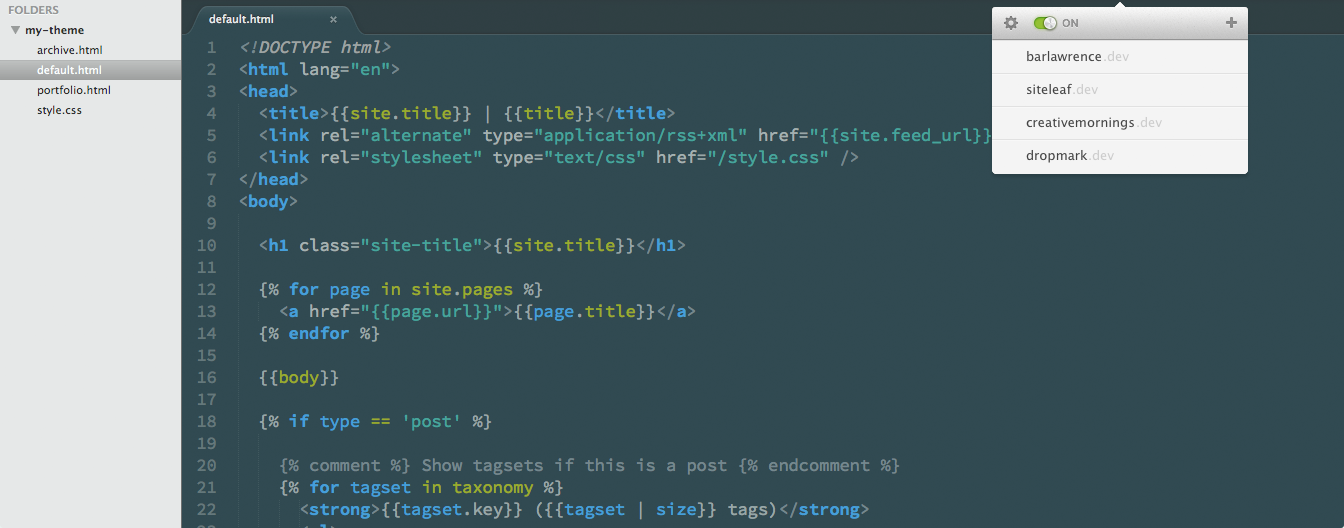 FOLDERS
my-theme
archive.html
default.html
portfolio.html
style.css
default.html ×
1 <!DOCTYPE html>
2 <html lang="en">
3 <head>
4 <title>{{site.title}} | {{title}}</title>
5 <link rel="alternate" type="application/rss+xml" href="{{site.feed_url}}
6 <link rel="stylesheet" type="text/css" href="/style.css" />
7 </head>
8 <body>
9
10 <h1 class="site-title">{{site.title}}</h1>
11
12 {% for page in site.pages %}
13 <a href="{{page.url}}">{{page.title}}</a>
14 {% endfor %}
15
16 {{body}}
17
18 {% if type == 'post' %}
19
20 {% comment %} Show tagsets if this is a post {% endcomment %}
21 {% for tagset in taxonomy %}
22 <strong>{{tagset.key}} ({{tagset | size}} tags)</strong>
ON +
barlawrence.dev
siteleaf.dev
creativemornings.dev
dropmark.dev